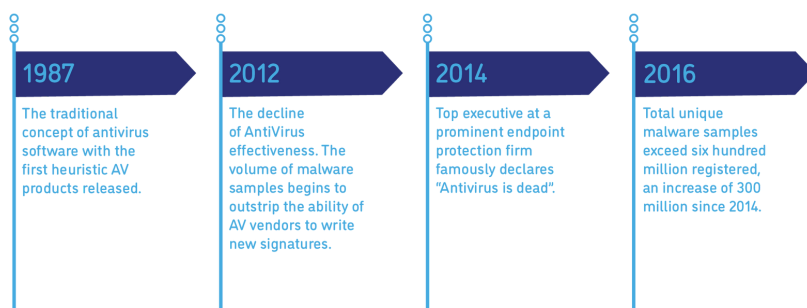 1987
The traditional
concept of antivirus
software with the
first heuristic AV
products released.
2012
The decline
of AntiVirus
effectiveness. The
volume of malware
samples begins to
outstrip the ability of
AV vendors to write
new signatures.
2014
Top executive at a
prominent endpoint
protection firm
famously declares
"Antivirus is dead".
2016
Total unique
malware samples
exceed six hundred
million registered,
an increase of 300
million since 2014.